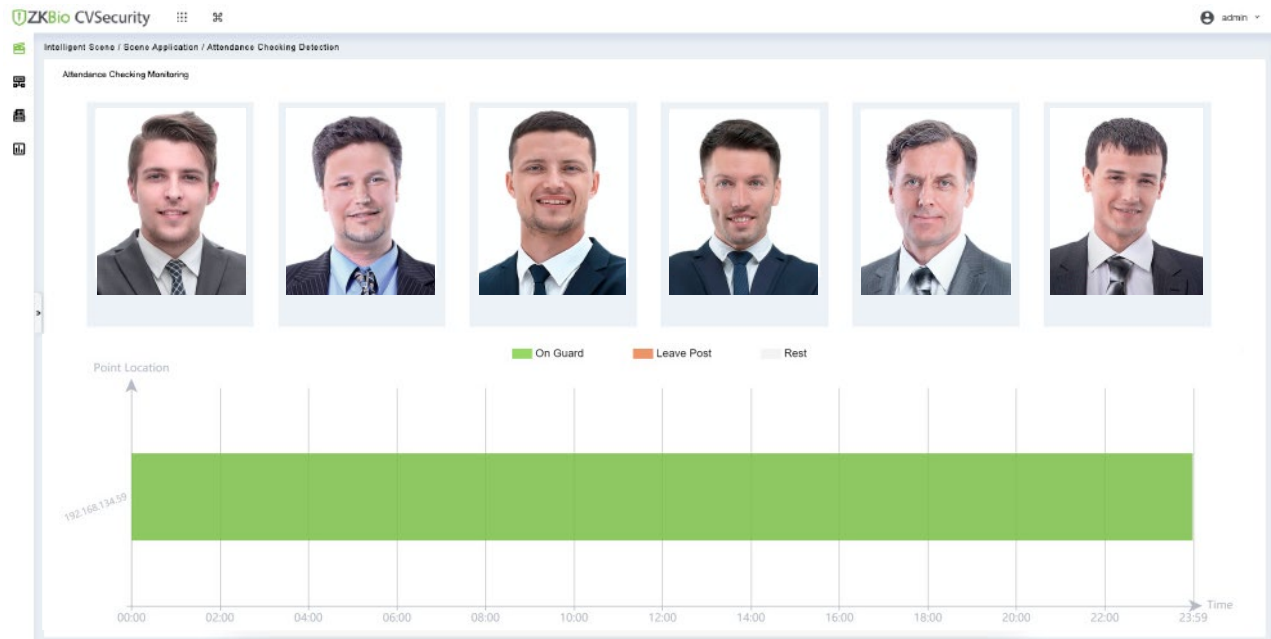 ZKBio CVSecurity
admin
Intelligent Scene / Scene Application / Attendance Checking Detection
Attendance Checking Monitoring
On Guard Leave Post Rest
Point Location
192.168.134.59
00:00 02:00 04:00 06:00 08:00 10:00 12:00 14:00 16:00 18:00 20:00 22:00 23:59
Time